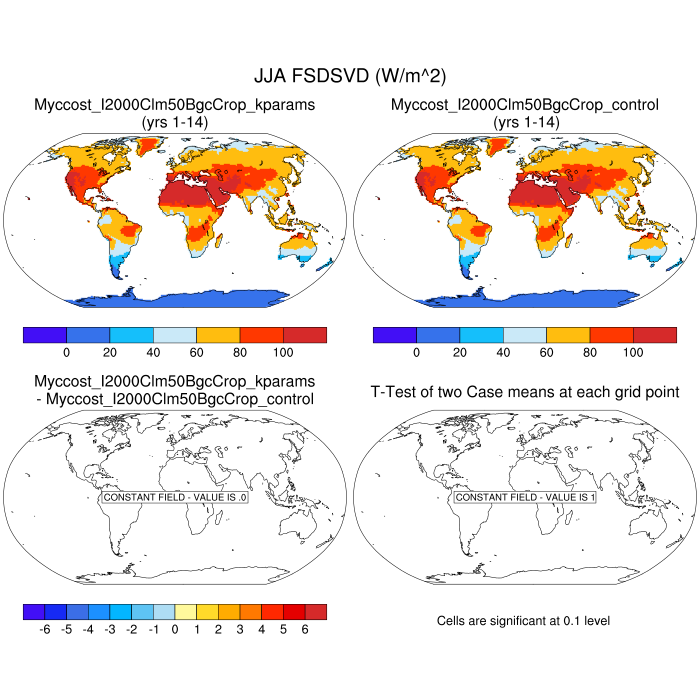 JJA FSDSVD (W/m^2)
Myccost_I2000Clm50BgcCrop_kparams
(yrs 1-14)
Myccost_I2000Clm50BgcCrop_control
(yrs 1-14)
0 20 40 60 80 100
0 20 40 60 80 100
Myccost_I2000Clm50BgcCrop_kparams
- Myccost_I2000Clm50BgcCrop_control
T-Test of two Case means at each grid point
CONSTANT FIELD - VALUE IS .0
CONSTANT FIELD - VALUE IS 1
-6 -5 -4 -3 -2 -1 0 1 2 3 4 5 6
Cells are significant at 0.1 level